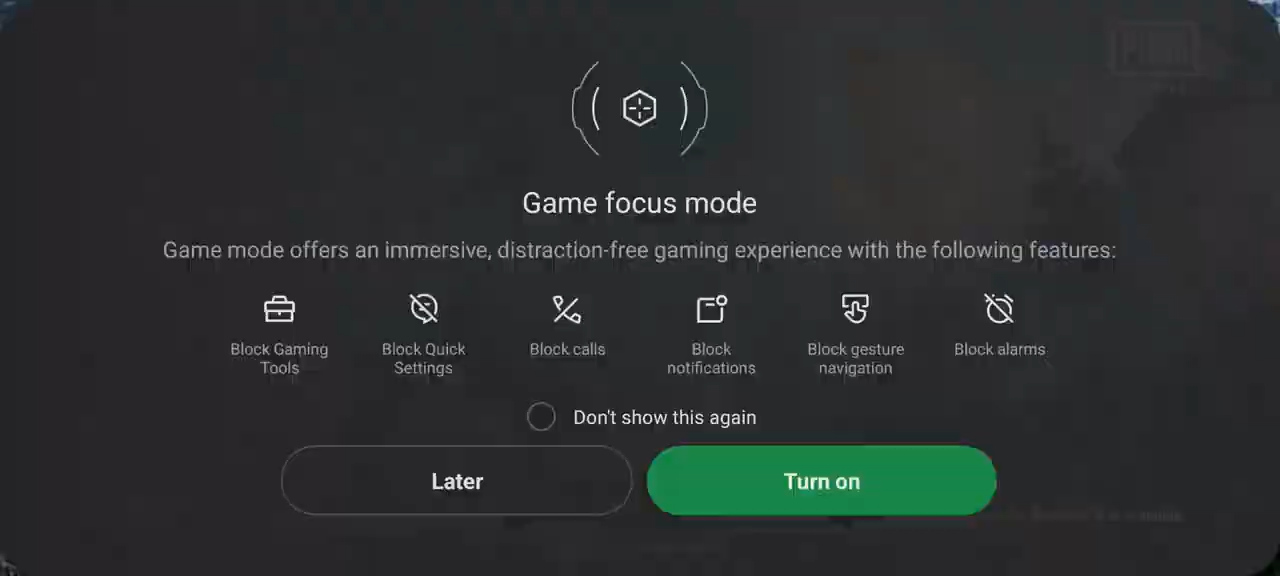 Game focus mode
Game mode offers an immersive, distraction-free gaming experience with the following features:
Block Gaming
Tools
Block Quick
Settings
Block calls
Block
notifications
Block gesture
navigation
Block alarms
Don't show this again
Later
Turn on